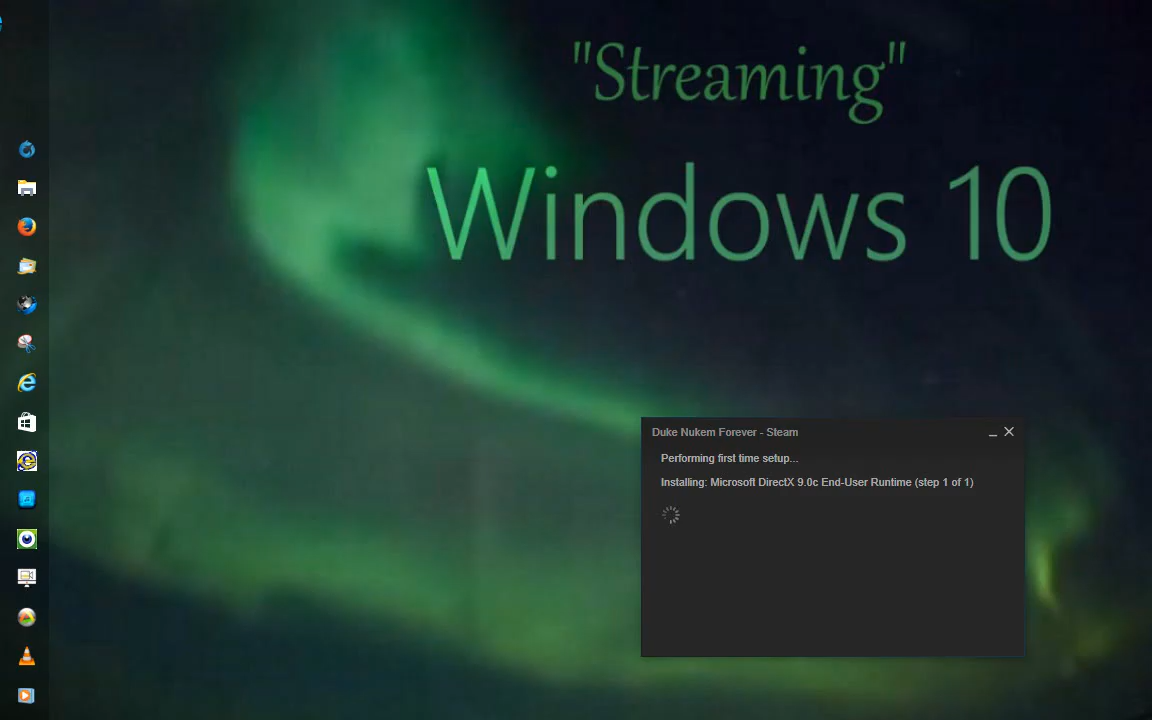 "Streaming"
Windows 10
Duke Nukem Forever - Steam
Performing first time setup...
Installing: Microsoft DirectX 9.0c End-User Runtime (step 1 of 1)